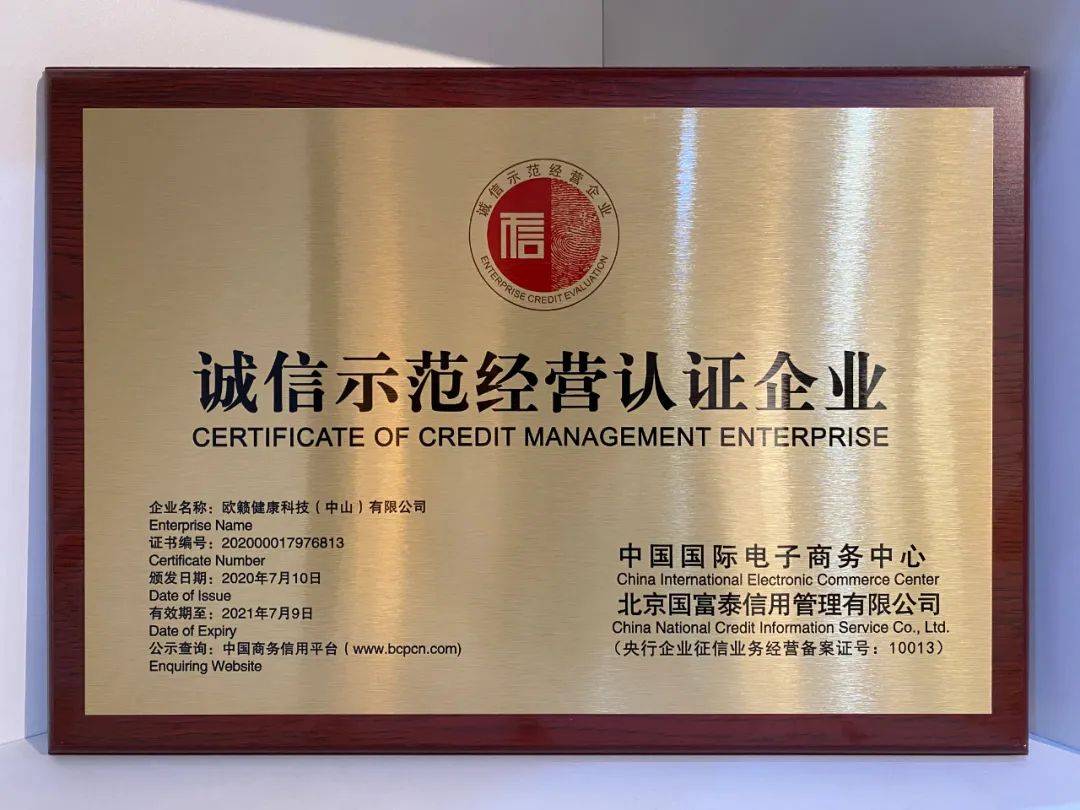 诚信示范经营企业
信
ENTERPRISE CREDIT EVALUATION
诚信示范经营认证企业
CERTIFICATE OF CREDIT MANAGEMENT ENTERPRISE
企业名称：欧籁健康科技（中山）有限公司
Enterprise Name
证书编号：202000017976813
Certificate Number
颁发日期：2020年7月10日
Date of Issue
有效期至：2021年7月9日
Date of Expiry
公示查询：中国商务信用平台（www.bcpcn.com)
Enquiring Website
中国国际电子商务中心
China International Electronic Commerce Center
北京国富泰信用管理有限公司
China National Credit Information Service Co., Ltd.
（央行企业征信业务经营备案证号：10013）